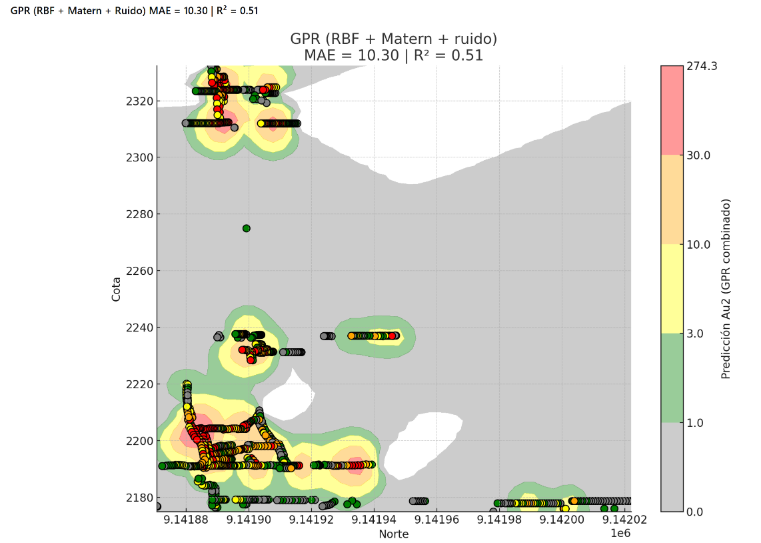 GPR (RBF + Matern + Ruido) MAE = 10.30 | R² = 0.51
GPR (RBF + Matern + ruido)
MAE = 10.30 | R² = 0.51
274.3
30.0
10.0
3.0
1.0
0.0
Predicción Au2 (GPR combinado)
2320
2300
2280
2260
2240
2220
2200
2180
Cota
9.14188 9.14190 9.14192 9.14194 9.14196 9.14198 9.14200 9.14202
1e6
Norte